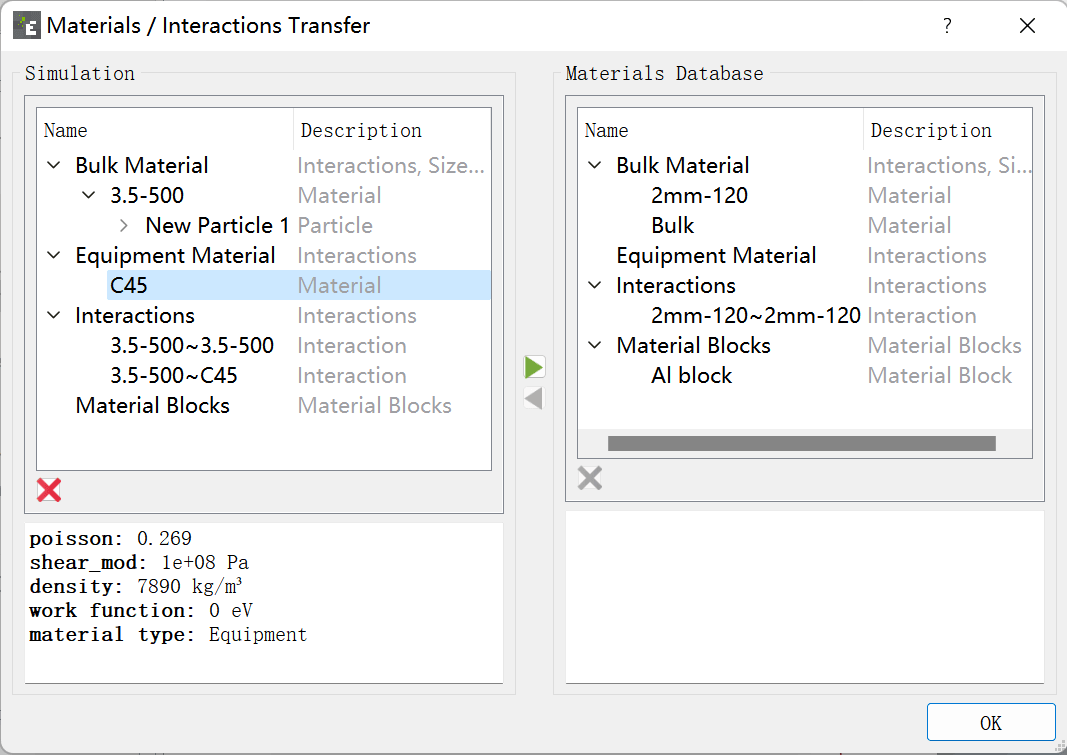 Materials / Interactions Transfer
?
Simulation
Name Description
Bulk Material Interactions, Size...
3.5-500 Material
New Particle 1 Particle
Equipment Material Interactions
C45 Material
Interactions Interactions
3.5-500~3.5-500 Interaction
3.5-500~C45 Interaction
Material Blocks Material Blocks
poisson: 0.269
shear_mod: 1e+08 Pa
density: 7890 kg/m³
work function: 0 eV
material type: Equipment
Materials Database
Name Description
Bulk Material Interactions, Si...
2mm-120 Material
Bulk Material
Equipment Material Interactions
Interactions Interactions
2mm-120~2mm-120 Interaction
Material Blocks Material Blocks
Al block Material Block
OK